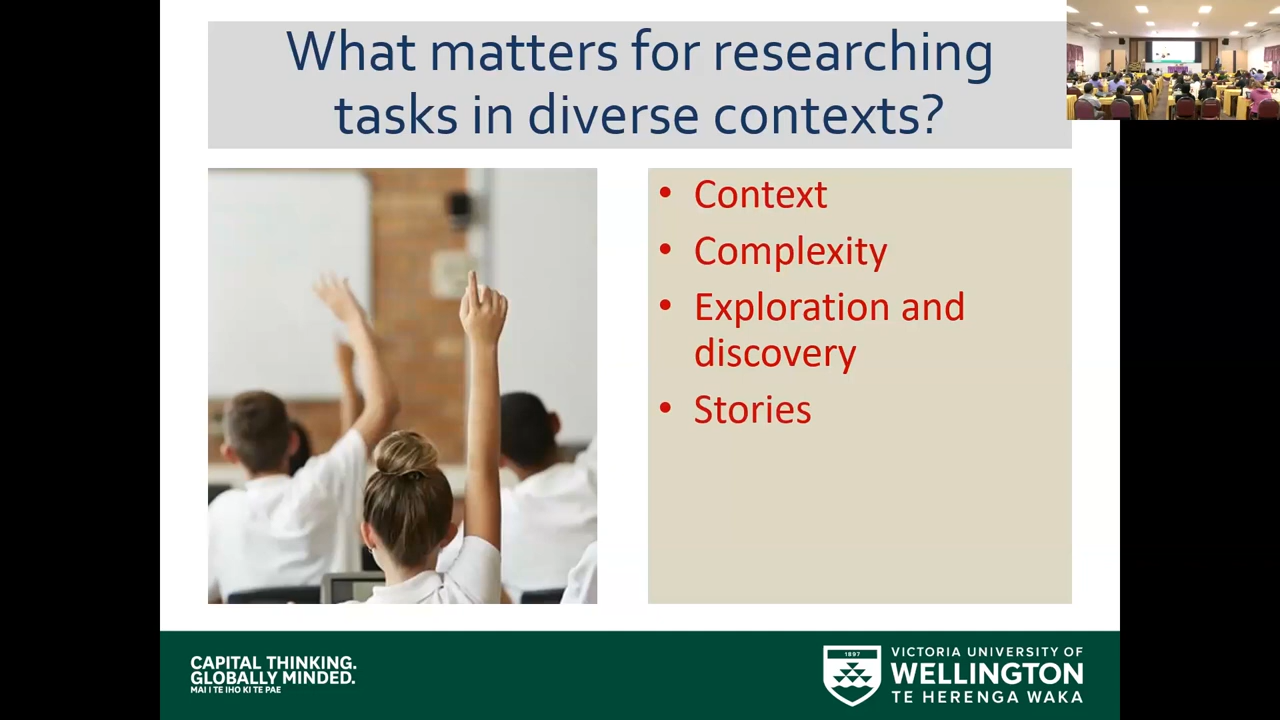 What matters for researching
tasks in diverse contexts?
• Context
• Complexity
• Exploration and
discovery
• Stories
CAPITAL THINKING.
GLOBALLY MINDED.
MAI I TE IHO KI TE PAE
1897
VICTORIA UNIVERSITY OF
WELLINGTON
TE HERENGA WAKA